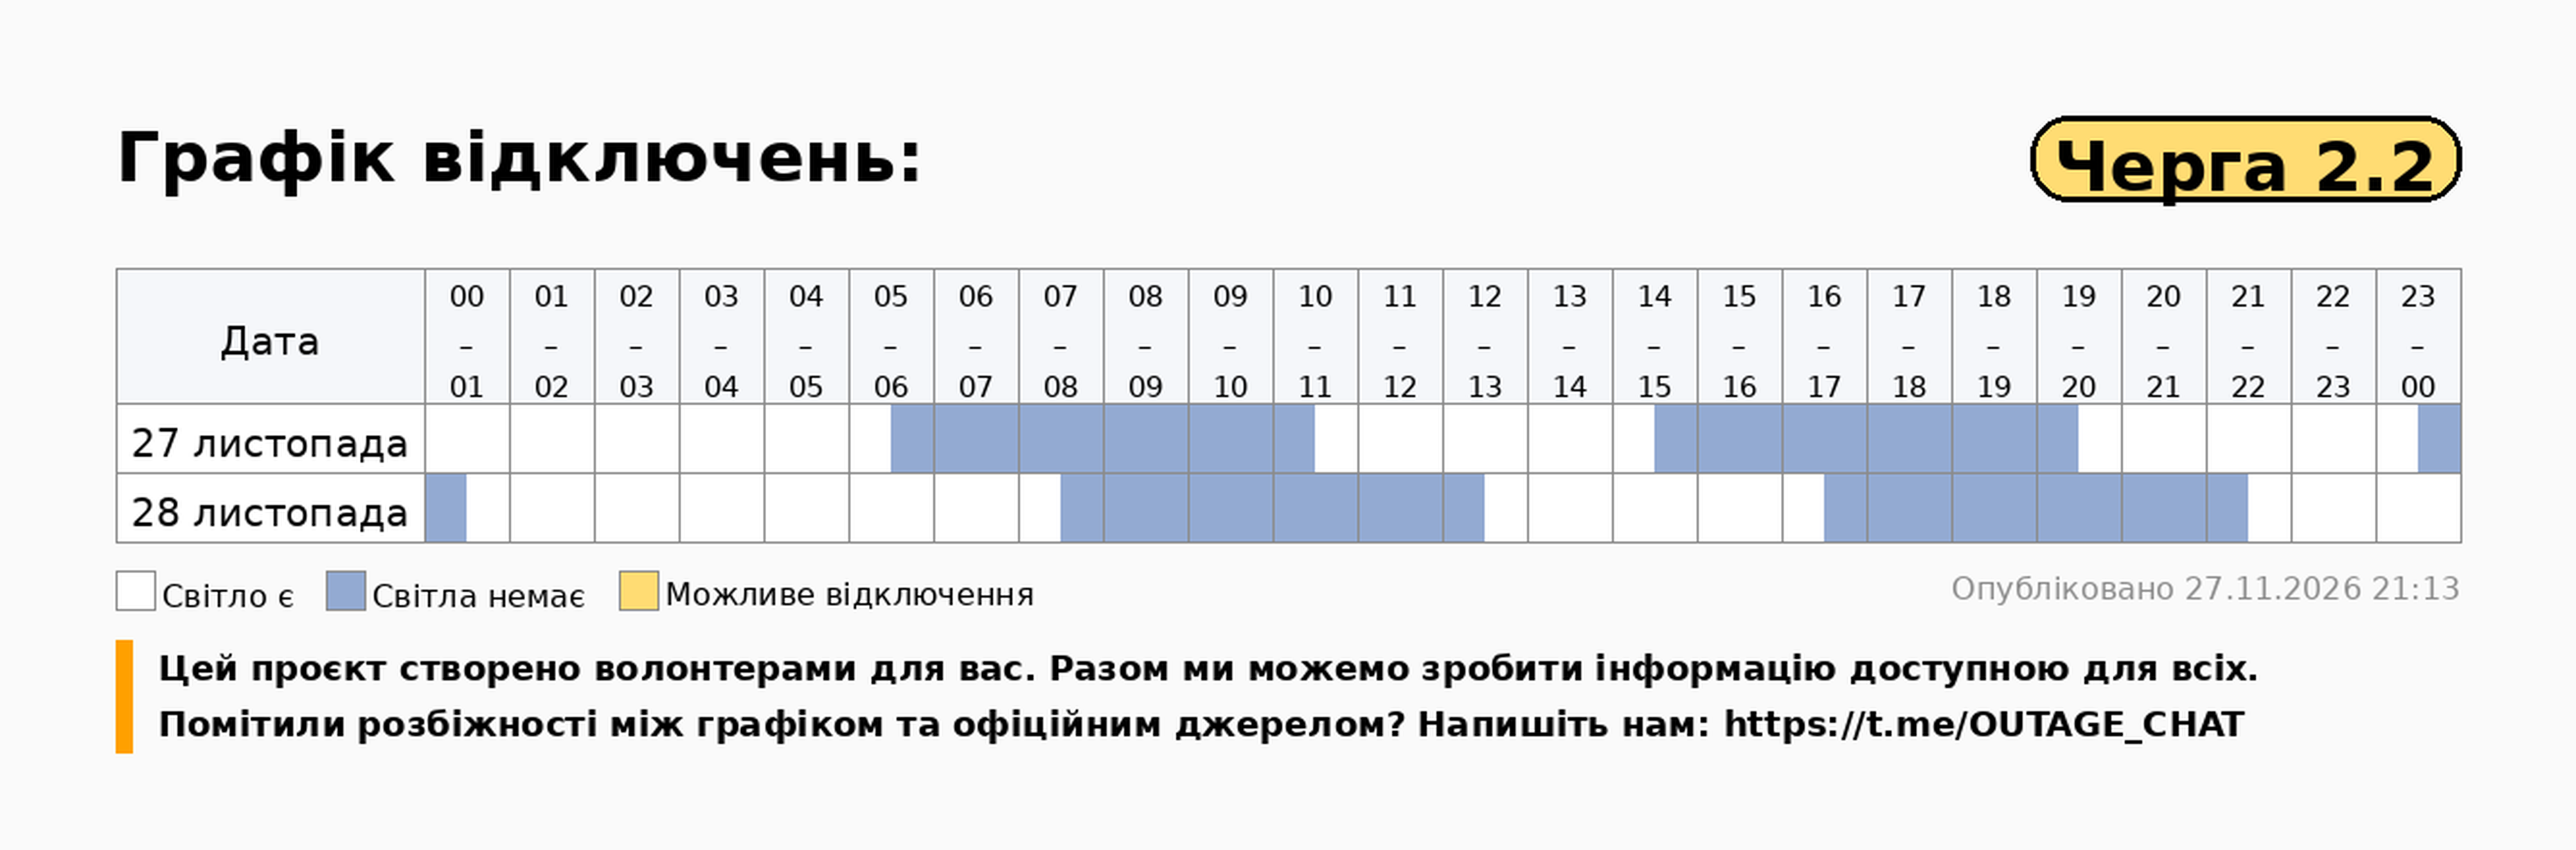 Графік відключень:
Черга 2.2
Дата
00 – 01
01 – 02
02 – 03
03 – 04
04 – 05
05 – 06
06 – 07
07 – 08
08 – 09
09 – 10
10 – 11
11 – 12
12 – 13
13 – 14
14 – 15
15 – 16
16 – 17
17 – 18
18 – 19
19 – 20
20 – 21
21 – 22
22 – 23
23 – 00
27 листопада
28 листопада
Світло є
Світла немає
Можливе відключення
Опубліковано 27.11.2026 21:13
Цей проєкт створено волонтерами для вас. Разом ми можемо зробити інформацію доступною для всіх.
Помітили розбіжності між графіком та офіційним джерелом? Напишіть нам: https://t.me/OUTAGE_CHAT